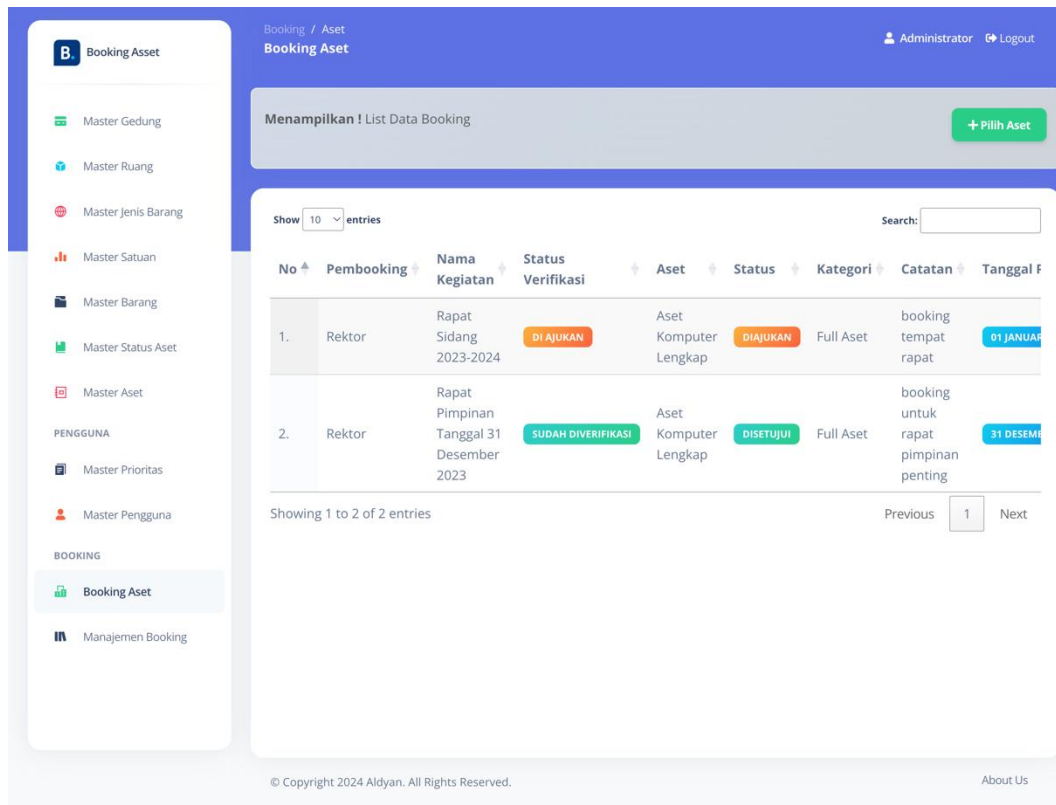 B. Booking Asset
Booking / Aset
Booking Aset
Administrator Logout
Master Gedung
Master Ruang
Master Jenis Barang
Master Satuan
Master Barang
Master Status Aset
Master Aset
PENGGUNA
Master Prioritas
Master Pengguna
BOOKING
Booking Aset
Manajemen Booking
Menampilkan ! List Data Booking
+ Pilih Aset
Show 10 entries
Search:
No Pembooking Nama Kegiatan Status Verifikasi Aset Status Kategori Catatan Tanggal
1. Rektor Rapat Sidang 2023-2024 DI AJUKAN Aset Komputer Lengkap DIAJUKAN Full Aset booking tempat rapat 01 JANUAR
2. Rektor Rapat Pimpinan Tanggal 31 Desember 2023 SUDAH DIVERIFIKASI Aset Komputer Lengkap DISETUJUI Full Aset booking untuk rapat pimpinan penting 31 DESEME
Showing 1 to 2 of 2 entries
Previous 1 Next
© Copyright 2024 Aldyan. All Rights Reserved.
About Us